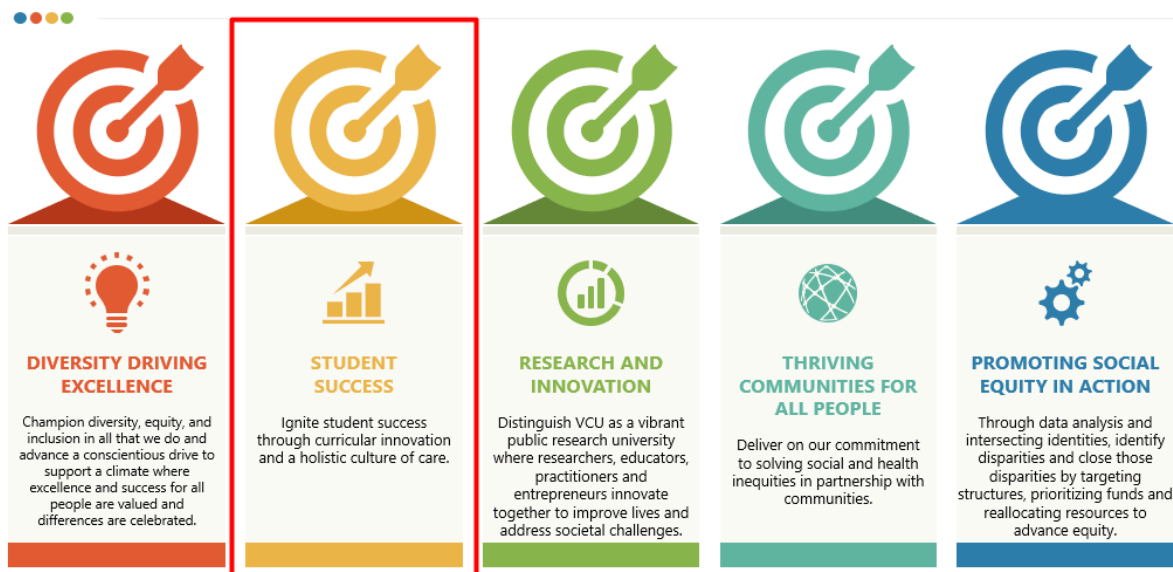 DIVERSITY DRIVING
EXCELLENCE
Champion diversity, equity, and
inclusion in all that we do and
advance a conscientious drive to
support a climate where
excellence and success for all
people are valued and
differences are celebrated.
STUDENT
SUCCESS
Ignite student success
through curricular innovation
and a holistic culture of care.
RESEARCH AND
INNOVATION
Distinguish VCU as a vibrant
public research university
where researchers, educators,
practitioners and
entrepreneurs innovate
together to improve lives and
address societal challenges.
THRIVING
COMMUNITIES FOR
ALL PEOPLE
Deliver on our commitment
to solving social and health
inequities in partnership with
communities.
PROMOTING SOCIAL
EQUITY IN ACTION
Through data analysis and
intersecting identities, identify
disparities and close those
disparities by targeting
structures, prioritizing funds and
reallocating resources to
advance equity.